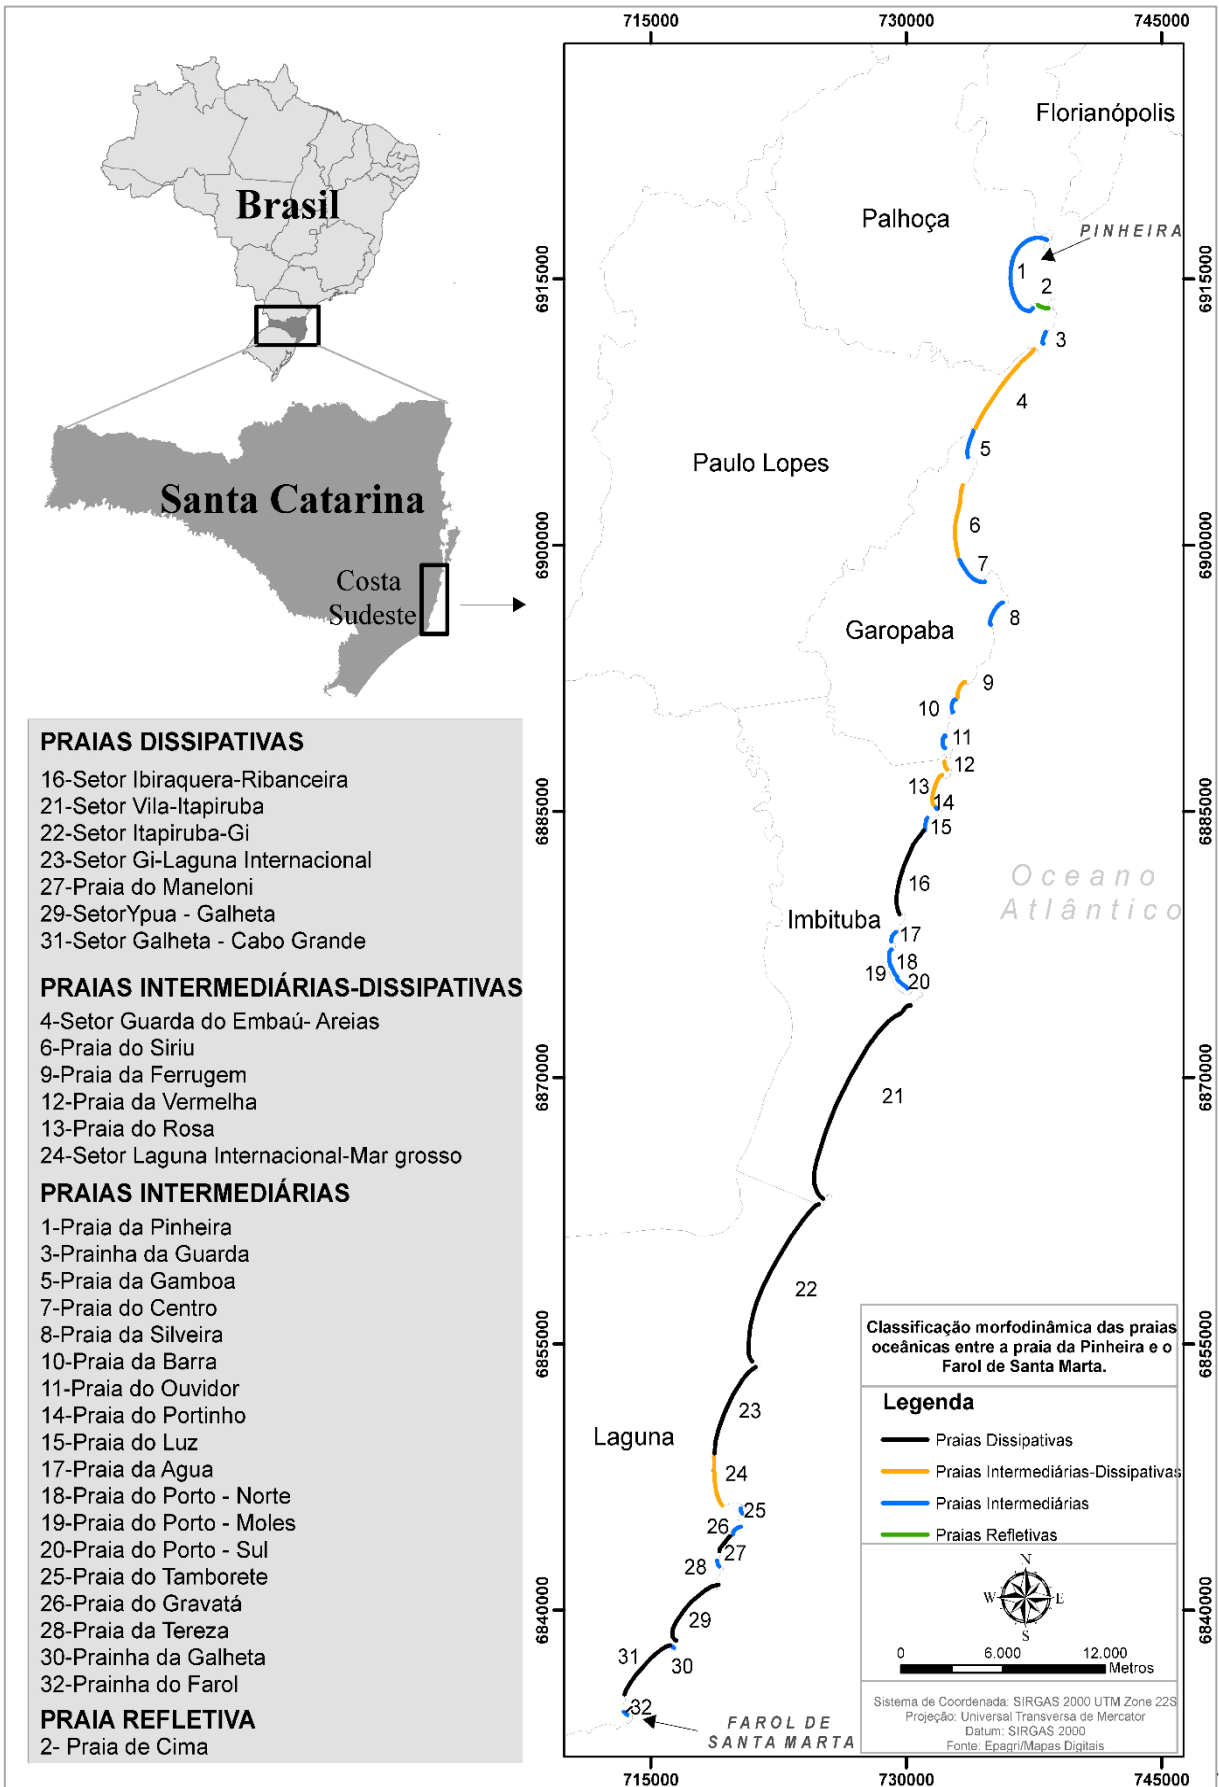 715000
730000
745000
Brasil
Santa Catarina
Costa
Sudeste
Florianópolis
Palhoça
PINHEIRA
1
2
3
4
5
Paulo Lopes
6
7
8
Garopaba
9
10
11
12
13
14
15
16
Oceano
Atlântico
Imbituba
17
18
19
20
21
22
23
Laguna
24
25
26
27
28
29
30
31
32
FAROL DE
SANTA MARTA
6915000
6900000
6885000
6870000
6855000
6840000
6915000
6900000
6885000
6870000
6855000
6840000
PRAIAS DISSIPATIVAS
16-Setor Ibiraquera-Ribanceira
21-Setor Vila-Itapiruba
22-Setor Itapiruba-Gi
23-Setor Gi-Laguna Internacional
27-Praia do Maneloni
29-SetorYpua - Galheta
31-Setor Galheta - Cabo Grande
PRAIAS INTERMEDIÁRIAS-DISSIPATIVAS
4-Setor Guarda do Embaú- Areias
6-Praia do Siriu
9-Praia da Ferrugem
12-Praia da Vermelha
13-Praia do Rosa
24-Setor Laguna Internacional-Mar grosso
PRAIAS INTERMEDIÁRIAS
1-Praia da Pinheira
3-Prainha da Guarda
5-Praia da Gamboa
7-Praia do Centro
8-Praia da Silveira
10-Praia da Barra
11-Praia do Ouvidor
14-Praia do Portinho
15-Praia do Luz
17-Praia da Agua
18-Praia do Porto - Norte
19-Praia do Porto - Moles
20-Praia do Porto - Sul
25-Praia do Tamborete
26-Praia do Gravatá
28-Praia da Tereza
30-Prainha da Galheta
32-Prainha do Farol
PRAIA REFLETIVA
2- Praia de Cima
Classificação morfodinâmica das praias
oceânicas entre a praia da Pinheira e o
Farol de Santa Marta.
Legenda
Praias Dissipativas
Praias Intermediárias-Dissipativas
Praias Intermediárias
Praias Refletivas
N
W
E
S
0
6.000
12.000
Metros
Sistema de Coordenada: SIRGAS 2000 UTM Zone 22S
Projeção: Universal Transversa de Mercator
Datum: SIRGAS 2000
Fonte: Epagri/Mapas Digitais
715000
730000
745000